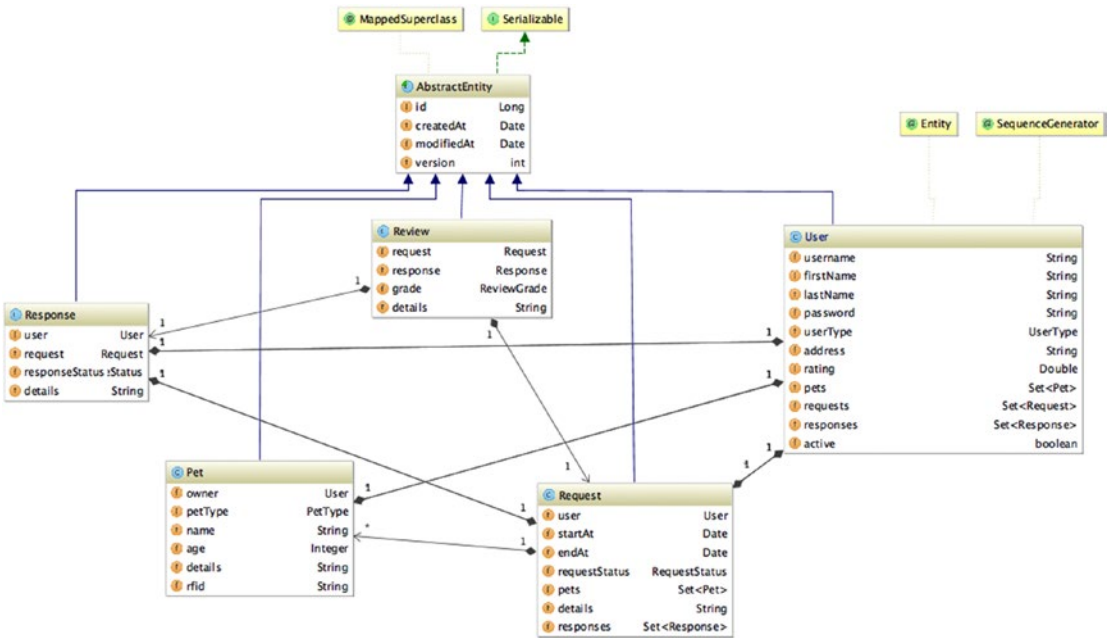 MappedSuperclass
Serializable
AbstractEntity
id Long
createdAt Date
modifiedAt Date
version int
Entity
SequenceGenerator
Review
request Request
response Response
grade ReviewGrade
details String
User
username String
firstName String
lastName String
password String
userType UserType
address String
rating Double
pets Set<Pet>
requests Set<Request>
responses Set<Response>
active boolean
Response
user User
request Request
responseStatus :Status
details String
Pet
owner User
petType PetType
name String
age Integer
details String
rfid String
Request
user User
startAt Date
endAt Date
requestStatus RequestStatus
pets Set<Pet>
details String
responses Set<Response>
1
1
1
1
1
1
1
1
1
1
*
1
1
1